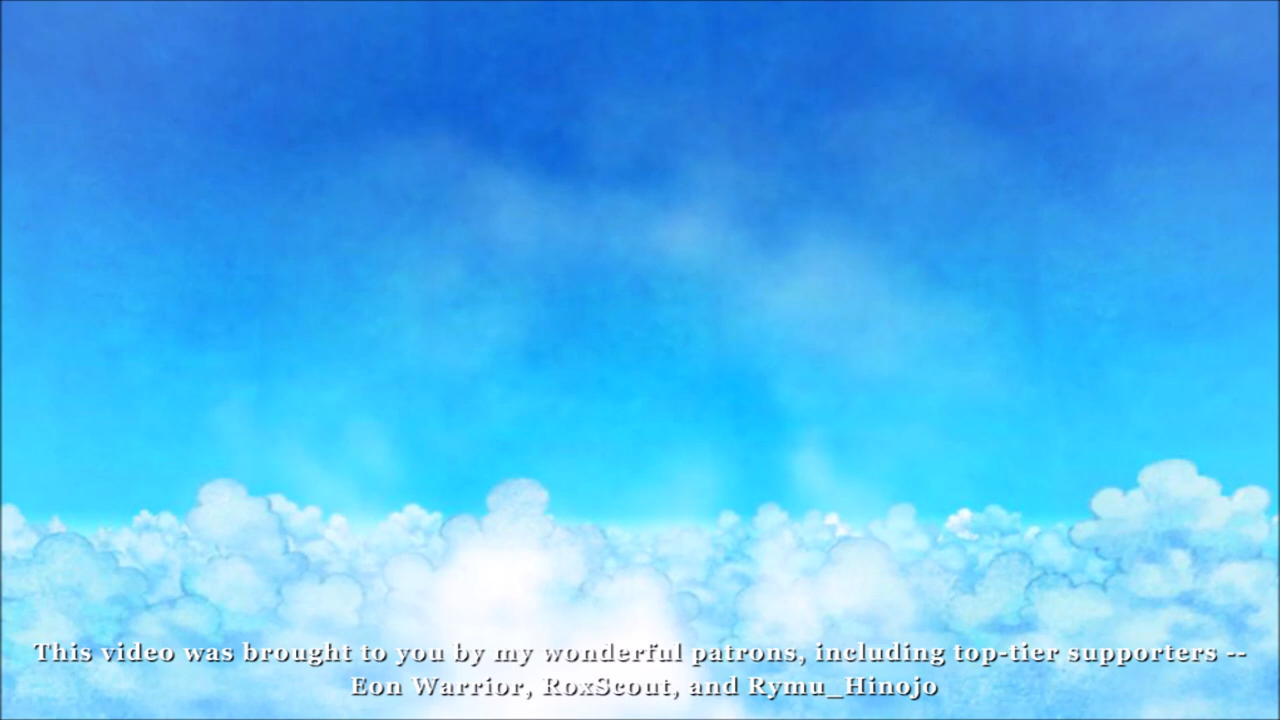 This video was brought to you by my wonderful patrons, including top-tier supporters --
Eon Warrior, RoxScout, and Rymu_Hinojo